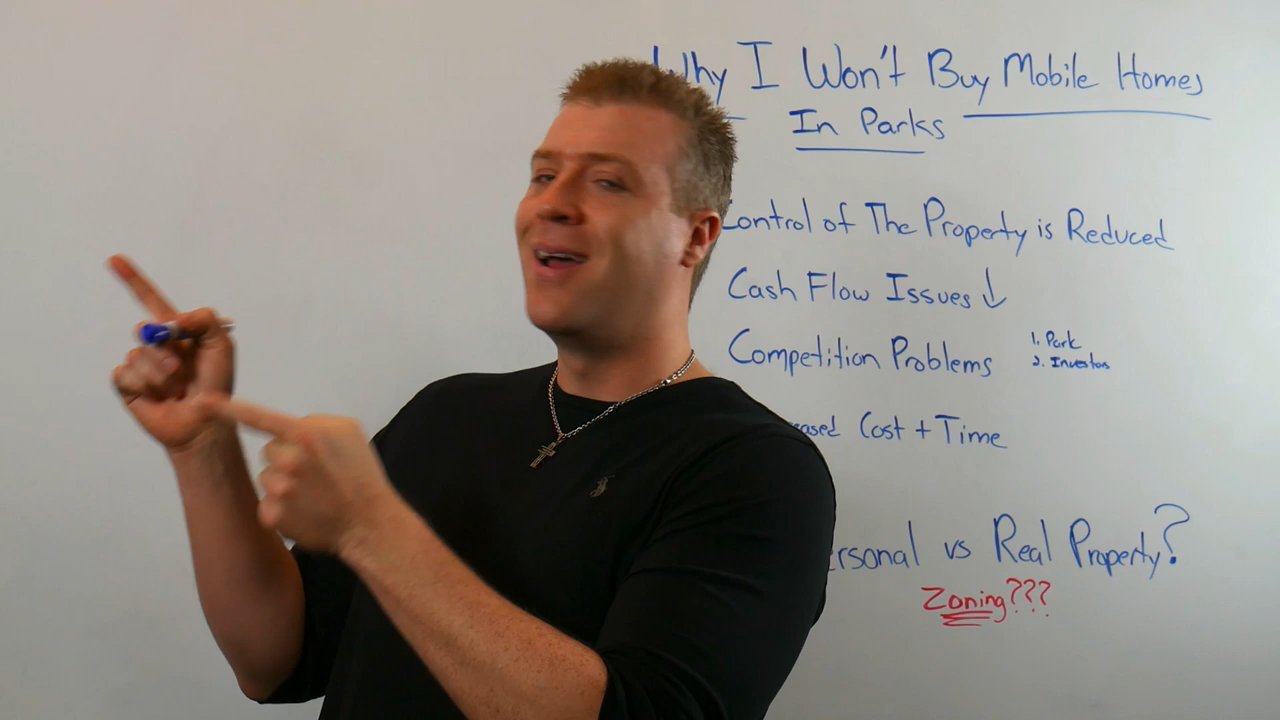 Why I Won't Buy Mobile Homes
In Parks
Control of The Property is Reduced
Cash Flow Issues ↓
Competition Problems
1. Park
2. Investors
Cost + Time
vs Real Property?
Zoning???